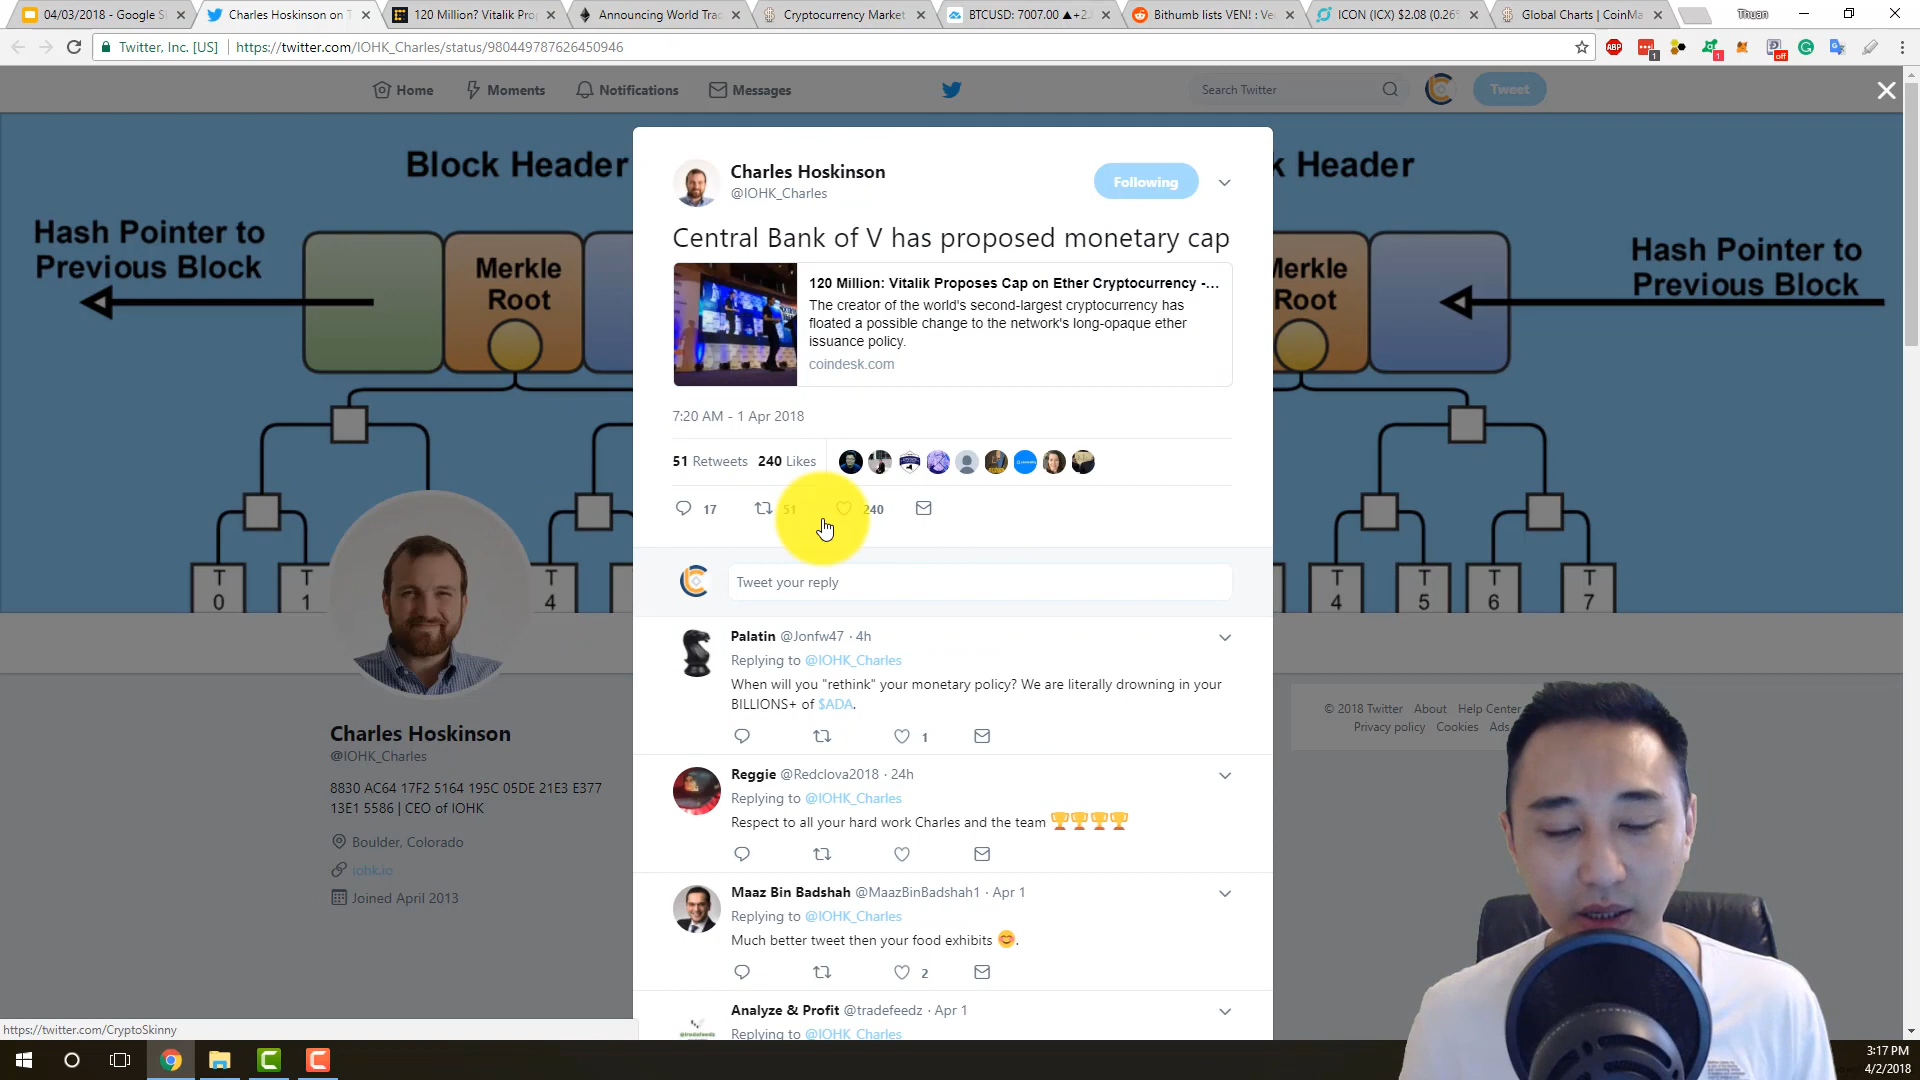 04/03/2018 - Google S
Charles Hoskinson on T
120 Million? Vitalik Pro
Announcing World Trac
Cryptocurrency Market
BTCUSD: 7007.00 ▲+2.
Bithumb lists VEN! : Ve
ICON (ICX) $2.08 (0.26
Global Charts | CoinMa
Thuan
Twitter, Inc. [US]
https://twitter.com/IOHK_Charles/status/980449787626450946
ABP
1
1
off
Home
Moments
Notifications
Messages
Search Twitter
Tweet
Block Header
k Header
Hash Pointer to
Previous Block
Merkle
Root
Merkle
Root
Hash Pointer to
Previous Block
T
0
T
1
T
4
T
4
T
5
T
6
T
7
Charles Hoskinson
@IOHK_Charles
Following
Central Bank of V has proposed monetary cap
120 Million: Vitalik Proposes Cap on Ether Cryptocurrency -...
The creator of the world's second-largest cryptocurrency has
floated a possible change to the network's long-opaque ether
issuance policy.
coindesk.com
7:20 AM - 1 Apr 2018
51 Retweets 240 Likes
17
51
240
Tweet your reply
Palatin @Jonfw47 · 4h
Replying to @IOHK_Charles
When will you "rethink" your monetary policy? We are literally drowning in your
BILLIONS+ of $ADA.
1
Reggie @Redclova2018 · 24h
Replying to @IOHK_Charles
Respect to all your hard work Charles and the team 🏆🏆🏆🏆
Maaz Bin Badshah @MaazBinBadshah1 · Apr 1
Replying to @IOHK_Charles
Much better tweet then your food exhibits 😊.
2
Analyze & Profit @tradefeedz · Apr 1
Replying to @IOHK_Charles
Charles Hoskinson
@IOHK_Charles
8830 AC64 17F2 5164 195C 05DE 21E3 E377
13E1 5586 | CEO of IOHK
Boulder, Colorado
iohk.io
Joined April 2013
© 2018 Twitter About Help Center
Privacy policy Cookies Ads
https://twitter.com/CryptoSkinny
3:17 PM
4/2/2018